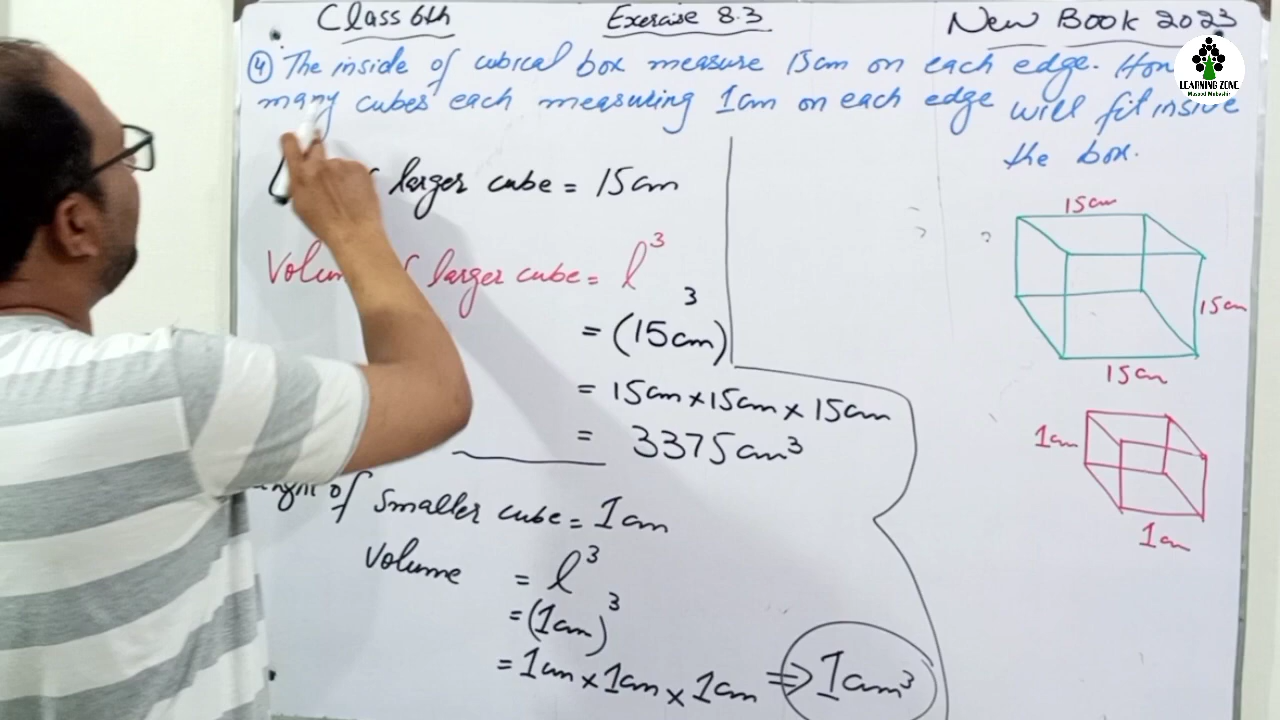 Class 6th
Exercise 8.3
New Book 2023
LEARNING ZONE
④ The inside of cubical box measure 15cm on each edge.
many cubes each measuring 1cm on each edge will fit inside
the box.
larger cube = 15cm
larger cube = l³
= (15cm)³
= 15cm × 15cm × 15cm
= 3375cm³
of smaller cube = 1cm
Volume = l³
= (1cm)³
= 1cm × 1cm × 1cm ⇒ 1cm³
15cm
15cm
15cm
1cm
1cm